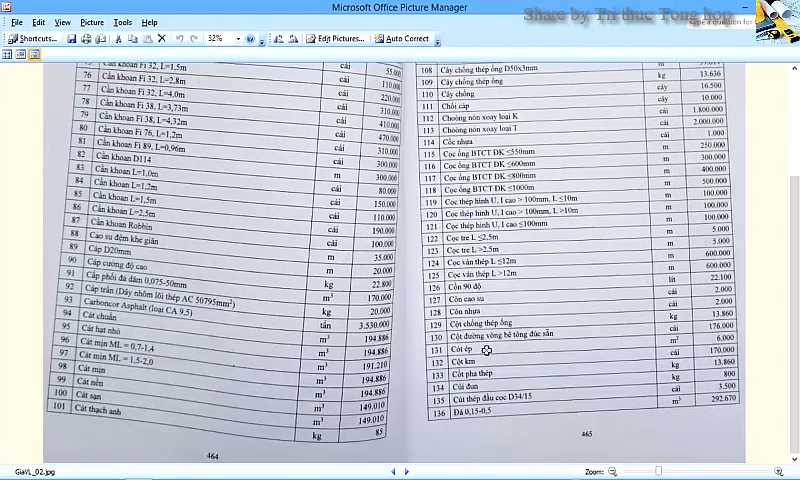 Microsoft Office Picture Manager
Share by Tri thuc Tong hop
File Edit View Picture Tools Help
Type a question for
Shortcuts... 32% Edit Pictures... Auto Correct
55.000
75 Cần khoan Fi 32, L=1,5m cái 110.000
76 Cần khoan Fi 32, L=2,8m cái 220.000
77 Cần khoan Fi 32, L=4,0m cái 310.000
78 Cần khoan Fi 38, L=3,73m cái 410.000
79 Cần khoan Fi 38, L=4,32m cái 470.000
80 Cần khoan Fi 76, L=1,2m cái 310.000
81 Cần khoan Fi 89, L=0,96m cái 300.000
82 Cần khoan D114 m 300.000
83 Cần khoan L=1,0m cái 80.000
84 Cần khoan L=1,2m cái 150.000
85 Cần khoan L=1,5m cái 110.000
86 Cần khoan L=2,5m cái 190.000
87 Cần khoan Robbin cái 100.000
88 Cao su đệm khe giãn m 35.000
89 Cáp D20mm m 20.000
90 Cáp cường độ cao kg 22.800
91 Cấp phối đá dăm 0,075-50mm m³ 170.000
92 Cáp trần (Dây nhôm lõi thép AC 50795mm²) kg 20.000
93 Carboncor Asphalt (loại CA 9,5) tấn 3.530.000
94 Cát chuẩn m³ 194.886
95 Cát hạt nhỏ m³ 194.886
96 Cát mịn ML = 0,7-1,4 m³ 191.210
97 Cát mịn ML = 1,5-2,0 m³ 194.886
98 Cát mịn m³ 194.886
99 Cát nền m³ 149.010
100 Cát sạn m³ 149.010
101 Cát thạch anh kg 85
464
108 Cây chống thép ống D50x3mm m
109 Cây chống thép ống kg 13.636
110 Cây chống cây 16.500
111 Chổi cáp cây 10.000
112 Choòng nón xoay loại K cái 1.800.000
113 Choòng nón xoay loại T cái 2.000.000
114 Cốc nhựa cái 1.000
115 Cọc ống BTCT ĐK ≤550mm m 250.000
116 Cọc ống BTCT ĐK ≤600mm m 300.000
117 Cọc ống BTCT ĐK ≤800mm m 400.000
118 Cọc ống BTCT ĐK ≤1000m m 500.000
119 Cọc thép hình U, I cao > 100mm, L ≤10m m 100.000
120 Cọc thép hình U, I cao > 100mm, L >10m m 100.000
121 Cọc thép hình U, I cao ≤100mm m 100.000
122 Cọc tre L ≤2,5m m 5.000
123 Cọc tre L >2,5m m 5.000
124 Cọc ván thép L ≤12m m 600.000
125 Cọc ván thép L >12m m 600.000
126 Cồn 90 độ lít 22.100
127 Côn cao su cái 2.000
128 Côn nhựa cái 2.000
129 Cột chống thép ống kg 13.860
130 Cột đường vòng bê tông đúc sẵn cái 176.000
131 Cót ép m² 6.000
132 Cột km cái 170.000
133 Cốt pha thép kg 13.860
134 Củi đun kg 800
135 Cút thép đầu cọc D34/15 cái 3.500
136 Đá 0,15-0,5 m³ 292.670
465
GiaVL_02.jpg Zoom: